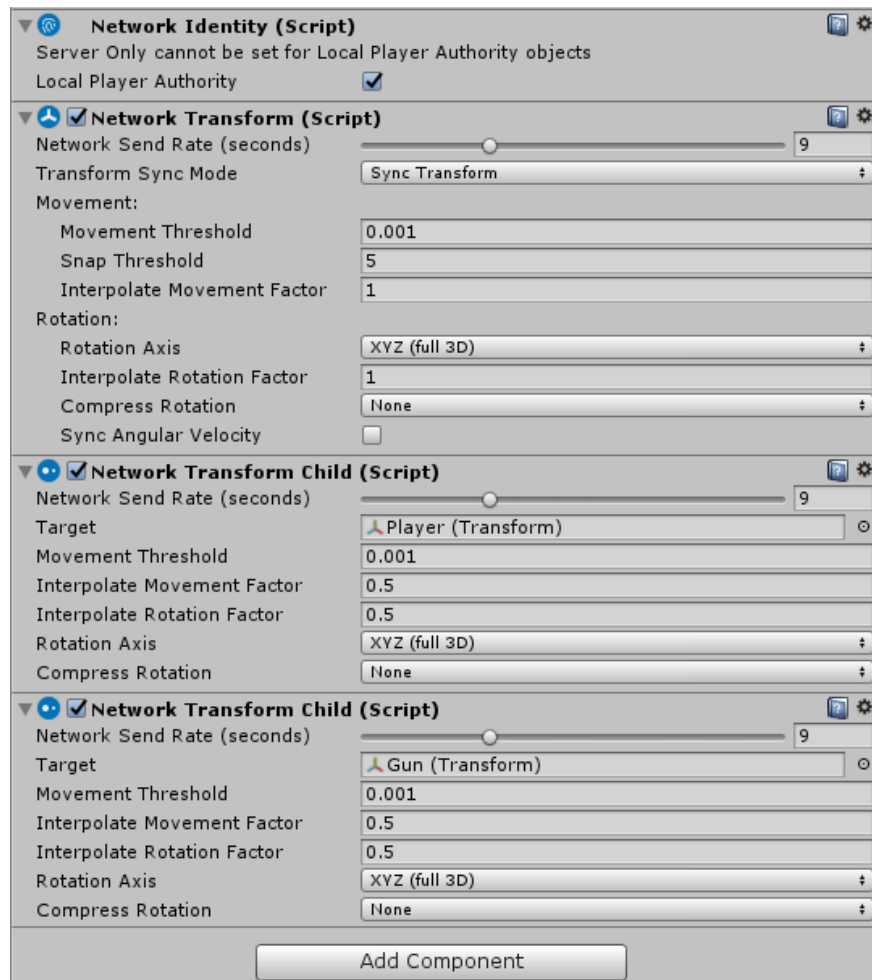 Network Identity (Script)
Server Only cannot be set for Local Player Authority objects
Local Player Authority
Network Transform (Script)
Network Send Rate (seconds) 9
Transform Sync Mode Sync Transform
Movement:
Movement Threshold 0.001
Snap Threshold 5
Interpolate Movement Factor 1
Rotation:
Rotation Axis XYZ (full 3D)
Interpolate Rotation Factor 1
Compress Rotation None
Sync Angular Velocity
Network Transform Child (Script)
Network Send Rate (seconds) 9
Target Player (Transform)
Movement Threshold 0.001
Interpolate Movement Factor 0.5
Interpolate Rotation Factor 0.5
Rotation Axis XYZ (full 3D)
Compress Rotation None
Network Transform Child (Script)
Network Send Rate (seconds) 9
Target Gun (Transform)
Movement Threshold 0.001
Interpolate Movement Factor 0.5
Interpolate Rotation Factor 0.5
Rotation Axis XYZ (full 3D)
Compress Rotation None
Add Component